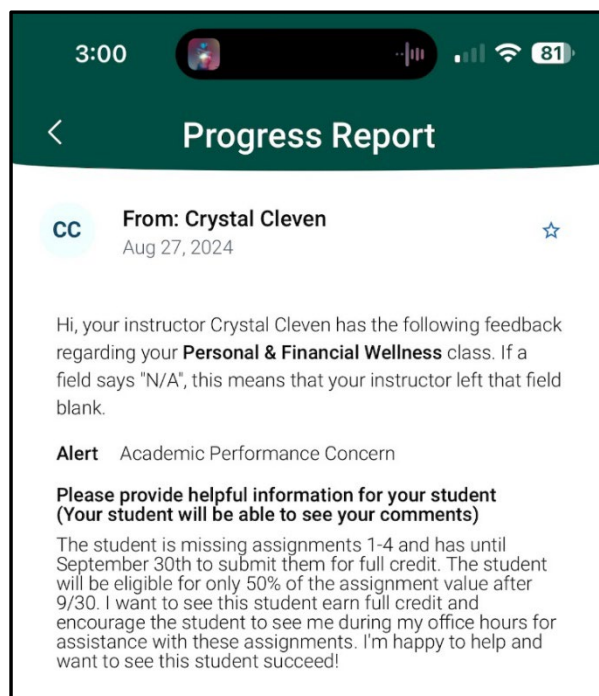 3:00
81
Progress Report
CC
From: Crystal Cleven
Aug 27, 2024
Hi, your instructor Crystal Cleven has the following feedback
regarding your Personal & Financial Wellness class. If a
field says "N/A", this means that your instructor left that field
blank.
Alert Academic Performance Concern
Please provide helpful information for your student
(Your student will be able to see your comments)
The student is missing assignments 1-4 and has until
September 30th to submit them for full credit. The student
will be eligible for only 50% of the assignment value after
9/30. I want to see this student earn full credit and
encourage the student to see me during my office hours for
assistance with these assignments. I'm happy to help and
want to see this student succeed!